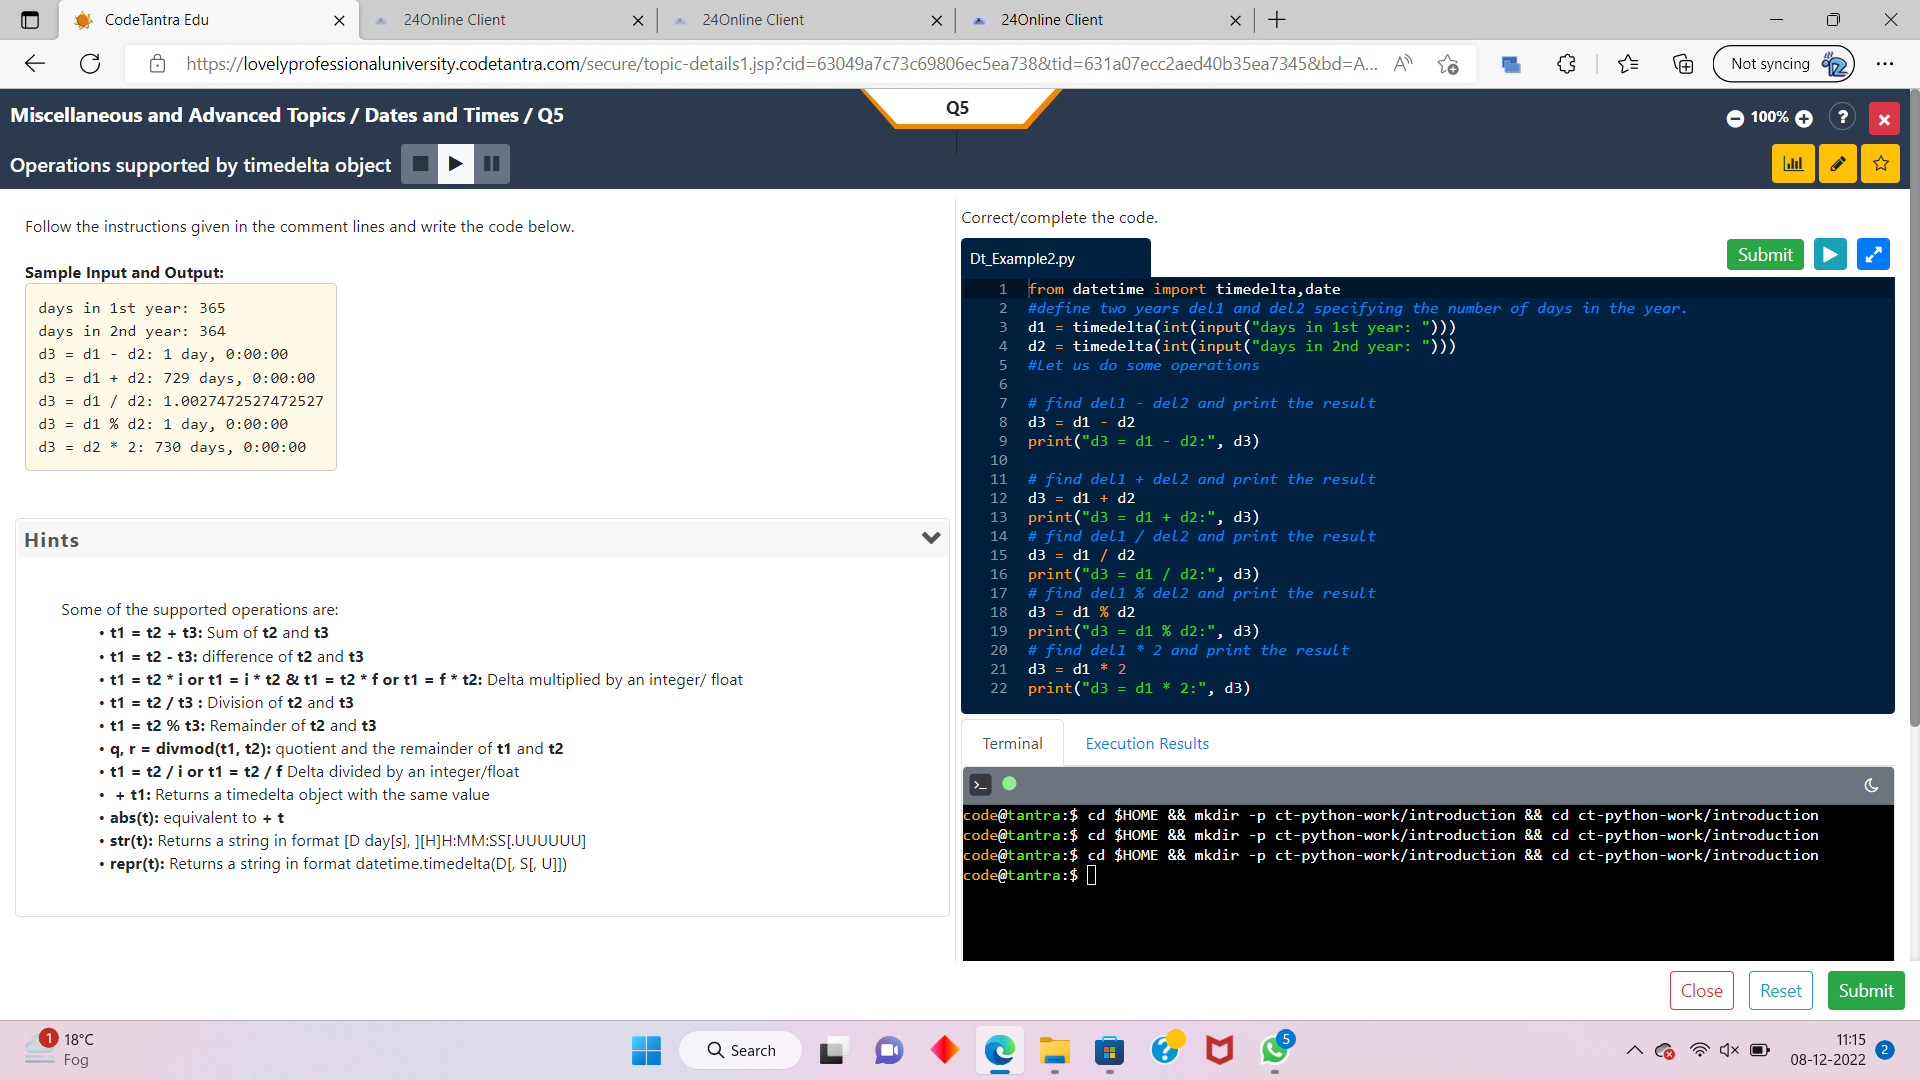 CodeTantra Edu
24Online Client
24Online Client
24Online Client
https://lovelyprofessionaluniversity.codetantra.com/secure/topic-details1.jsp?cid=63049a7c73c69806ec5ea738&tid=631a07ecc2aed40b35ea7345&bd=A...
Not syncing
Miscellaneous and Advanced Topics / Dates and Times / Q5
Q5
100%
?
Operations supported by timedelta object
Follow the instructions given in the comment lines and write the code below.
Sample Input and Output:
days in 1st year: 365
days in 2nd year: 364
d3 = d1 - d2: 1 day, 0:00:00
d3 = d1 + d2: 729 days, 0:00:00
d3 = d1 / d2: 1.0027472527472527
d3 = d1 % d2: 1 day, 0:00:00
d3 = d2 * 2: 730 days, 0:00:00
Hints
Some of the supported operations are:
• t1 = t2 + t3: Sum of t2 and t3
• t1 = t2 - t3: difference of t2 and t3
• t1 = t2 * i or t1 = i * t2 & t1 = t2 * f or t1 = f * t2: Delta multiplied by an integer/ float
• t1 = t2 / t3 : Division of t2 and t3
• t1 = t2 % t3: Remainder of t2 and t3
• q, r = divmod(t1, t2): quotient and the remainder of t1 and t2
• t1 = t2 / i or t1 = t2 / f Delta divided by an integer/float
• + t1: Returns a timedelta object with the same value
• abs(t): equivalent to + t
• str(t): Returns a string in format [D day[s], ][H]H:MM:SS[.UUUUUU]
• repr(t): Returns a string in format datetime.timedelta(D[, S[, U]])
Correct/complete the code.
Dt_Example2.py
Submit
1 from datetime import timedelta,date
2 #define two years del1 and del2 specifying the number of days in the year.
3 d1 = timedelta(int(input("days in 1st year: ")))
4 d2 = timedelta(int(input("days in 2nd year: ")))
5 #Let us do some operations
6
7 # find del1 - del2 and print the result
8 d3 = d1 - d2
9 print("d3 = d1 - d2:", d3)
10
11 # find del1 + del2 and print the result
12 d3 = d1 + d2
13 print("d3 = d1 + d2:", d3)
14 # find del1 / del2 and print the result
15 d3 = d1 / d2
16 print("d3 = d1 / d2:", d3)
17 # find del1 % del2 and print the result
18 d3 = d1 % d2
19 print("d3 = d1 % d2:", d3)
20 # find del1 * 2 and print the result
21 d3 = d1 * 2
22 print("d3 = d1 * 2:", d3)
Terminal
Execution Results
code@tantra:$ cd $HOME && mkdir -p ct-python-work/introduction && cd ct-python-work/introduction
code@tantra:$ cd $HOME && mkdir -p ct-python-work/introduction && cd ct-python-work/introduction
code@tantra:$ cd $HOME && mkdir -p ct-python-work/introduction && cd ct-python-work/introduction
code@tantra:$
Close
Reset
Submit
1
18°C
Fog
Search
5
11:15
08-12-2022
2